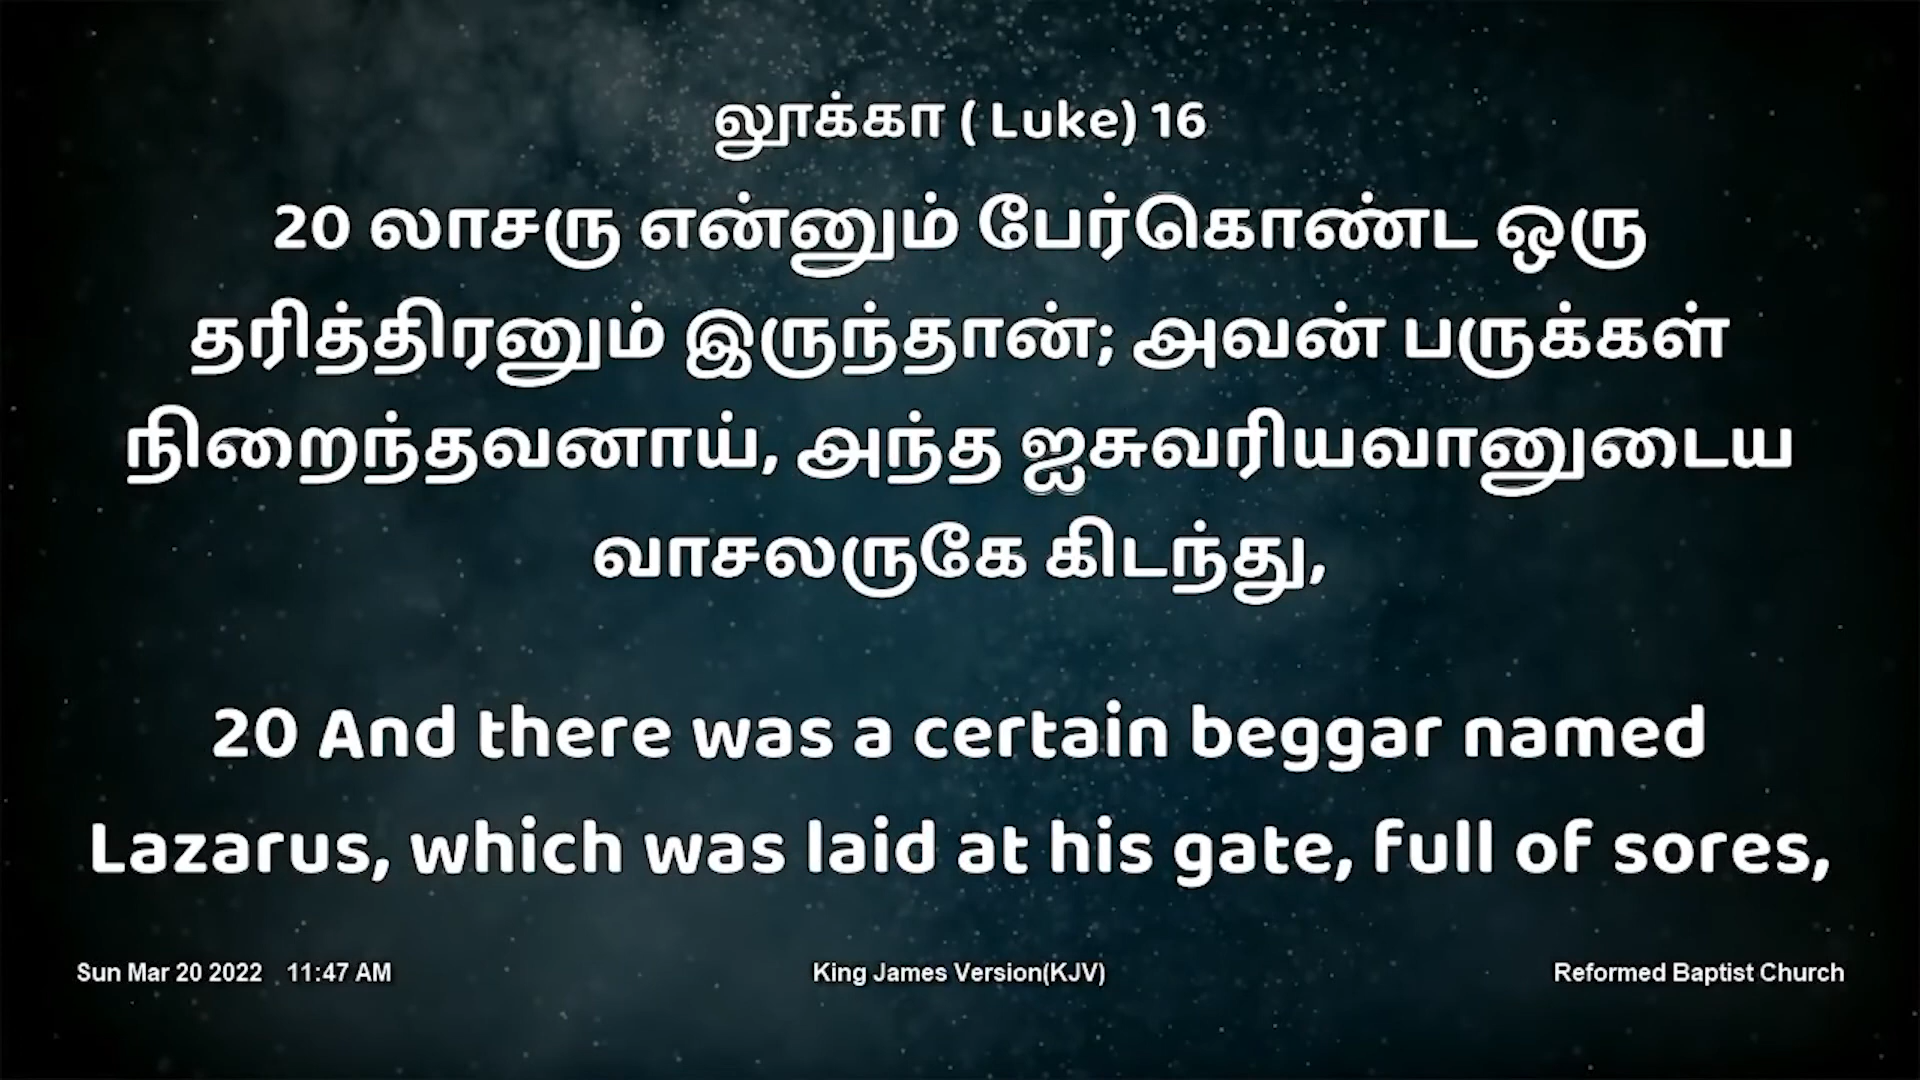 லூக்கா ( Luke) 16
20 லாசரு என்னும் பேர்கொண்ட ஒரு
தரித்திரனும் இருந்தான்; அவன் பருக்கள்
நிறைந்தவனாய், அந்த ஐசுவரியவானுடைய
வாசலருகே கிடந்து,
20 And there was a certain beggar named
Lazarus, which was laid at his gate, full of sores,
Sun Mar 20 2022 11:47 AM King James Version(KJV) Reformed Baptist Church